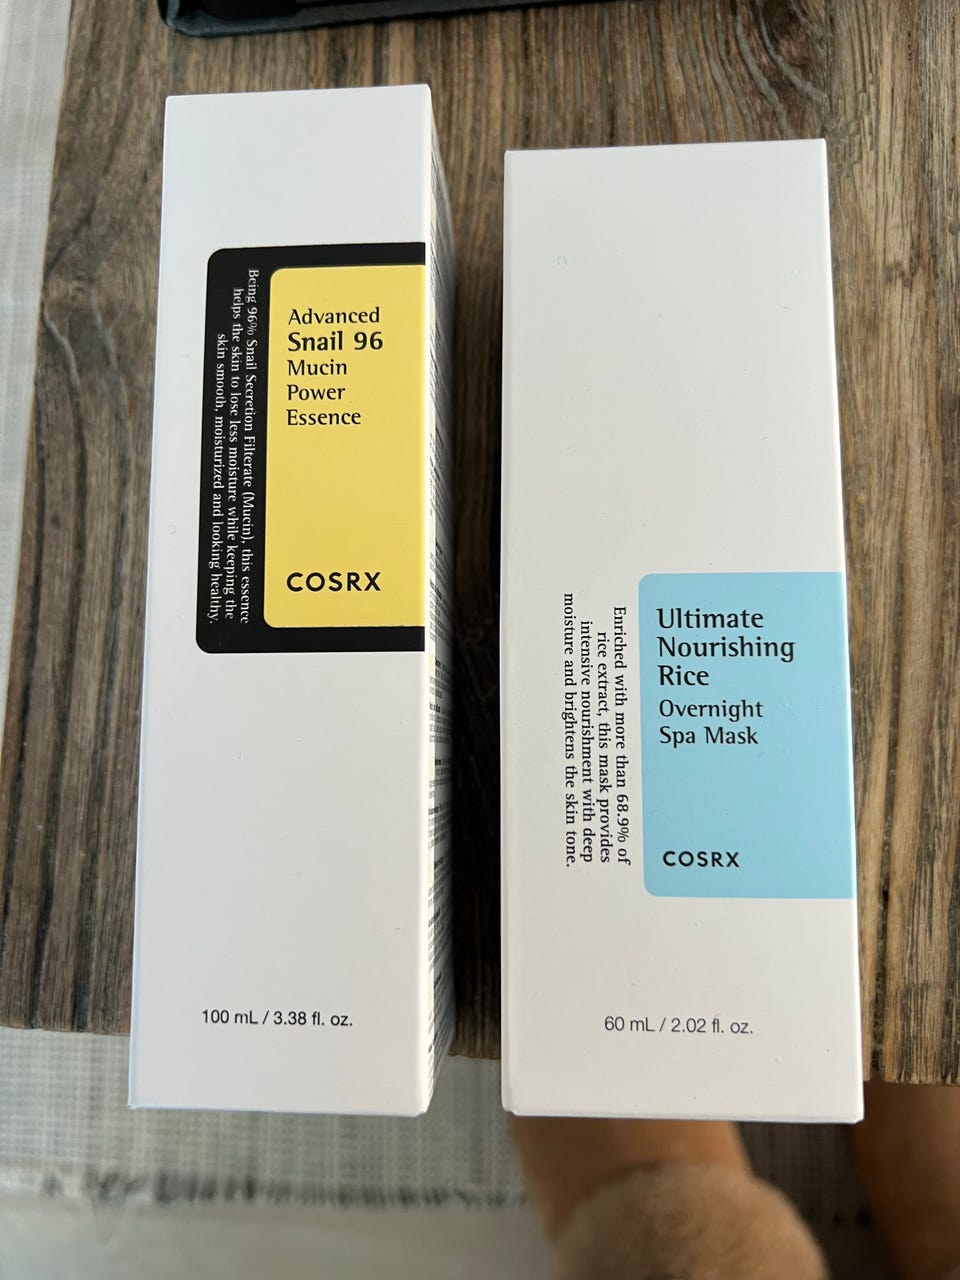 Advanced
Snail 96
Mucin
Power
Essence
COSRX
Being 96% Snail Secretion Filterate (Mucin), this essence
helps the skin to lose less moisture while keeping the
skin smooth, moisturized and looking healthy.
100 mL / 3.38 fl. oz.
Ultimate
Nourishing
Rice
Overnight
Spa Mask
COSRX
Enriched with more than 68.9% of
rice extract, this mask provides
intensive nourishment with deep
moisture and brightens the skin tone.
60 mL / 2.02 fl. oz.